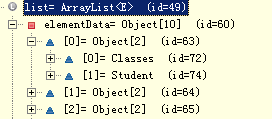 list= ArrayList<E> (id=49)
elementData= Object[10] (id=60)
[0]= Object[2] (id=63)
[0]= Classes (id=72)
[1]= Student (id=74)
[1]= Object[2] (id=64)
[2]= Object[2] (id=65)